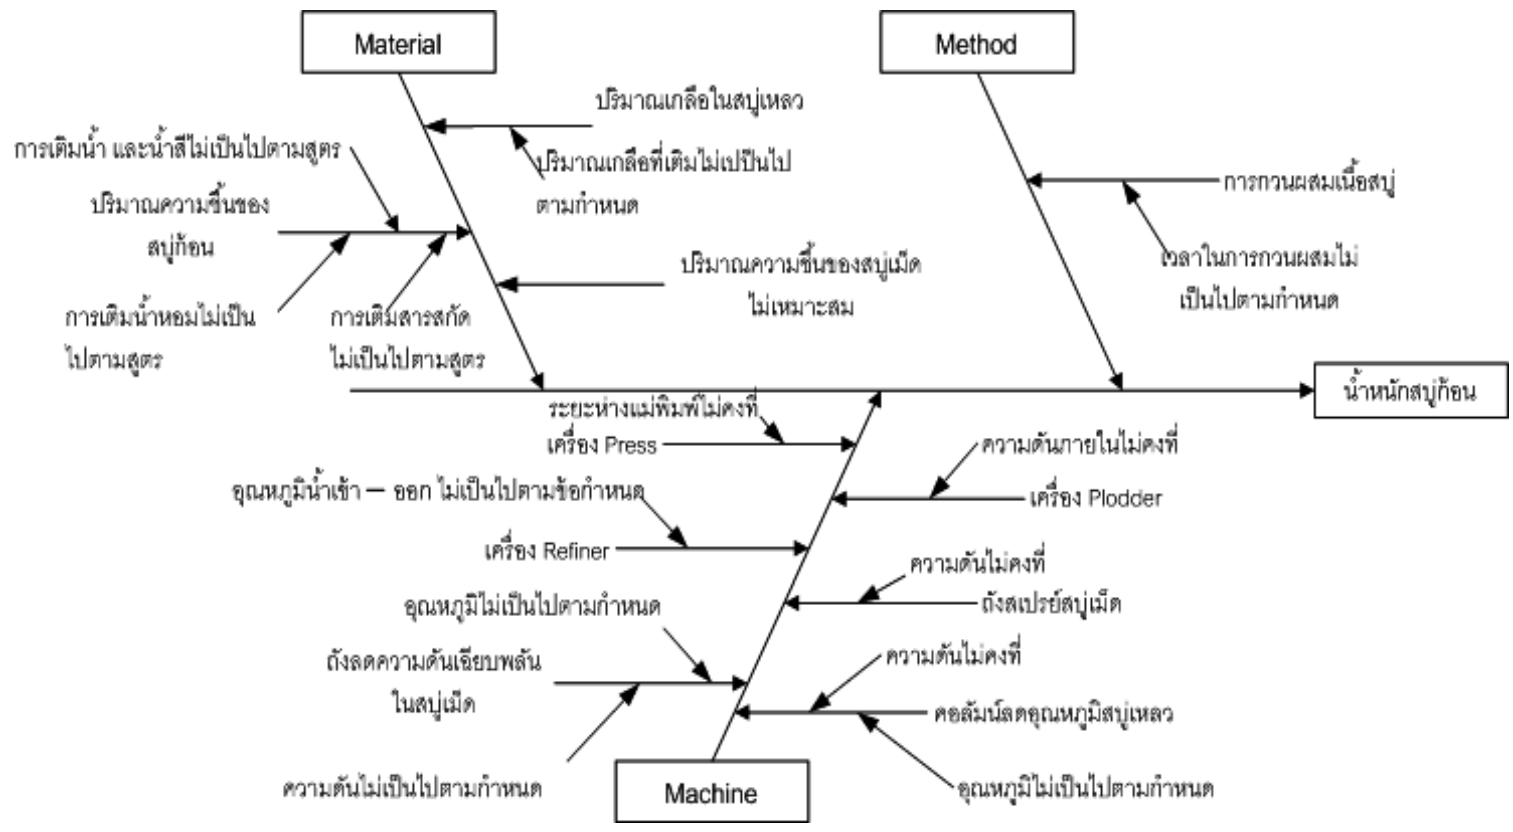 Material
Method
ปริมาณเกลือในสบู่เหลว
การเติมน้ำ และน้ำสีไม่เป็นไปตามสูตร
ปริมาณเกลือที่เติมไม่เปป็นไป
ตามกำหนด
การกวนผสมเนื้อสบู่
ปริมาณความชื้นของ
สบู่ก้อน
เวลาในการกวนผสมไม่
เป็นไปตามกำหนด
ปริมาณความชื้นของสบู่เม็ด
ไม่เหมาะสม
การเติมน้ำหอมไม่เป็น
ไปตามสูตร
การเติมสารสกัด
ไม่เป็นไปตามสูตร
น้ำหนักสบู่ก้อน
ระยะห่างแม่พิมพ์ไม่คงที่
เครื่อง Press
ความดันภายในไม่คงที่
อุณหภูมิน้ำเข้า – ออก ไม่เป็นไปตามข้อกำหนด
เครื่อง Plodder
เครื่อง Refiner
ความดันไม่คงที่
อุณหภูมิไม่เป็นไปตามกำหนด
ถังสเปรย์สบู่เม็ด
ถังลดความดันเฉียบพลัน
ในสบู่เม็ด
ความดันไม่คงที่
คอลัมน์ลดอุณหภูมิสบู่เหลว
ความดันไม่เป็นไปตามกำหนด
อุณหภูมิไม่เป็นไปตามกำหนด
Machine